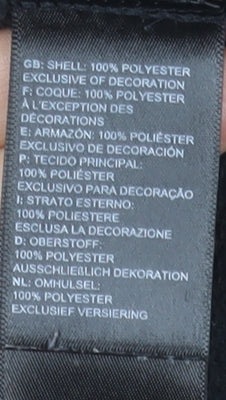 GB: SHELL: 100% POLYESTER
EXCLUSIVE OF DECORATION
F: COQUE: 100% POLYESTER
À L'EXCEPTION DES
DÉCORATIONS
E: ARMAZÓN: 100% POLIÉSTER
EXCLUSIVO DE DECORACIÓN
P: TECIDO PRINCIPAL:
100% POLIÉSTER
EXCLUSIVO PARA DECORAÇÃO
I: STRATO ESTERNO:
100% POLIESTERE
ESCLUSA LA DECORAZIONE
D: OBERSTOFF:
100% POLYESTER
AUSSCHLIEẞLICH DEKORATION
NL: OMHULSEL:
100% POLYESTER
EXCLUSIEF VERSIERING